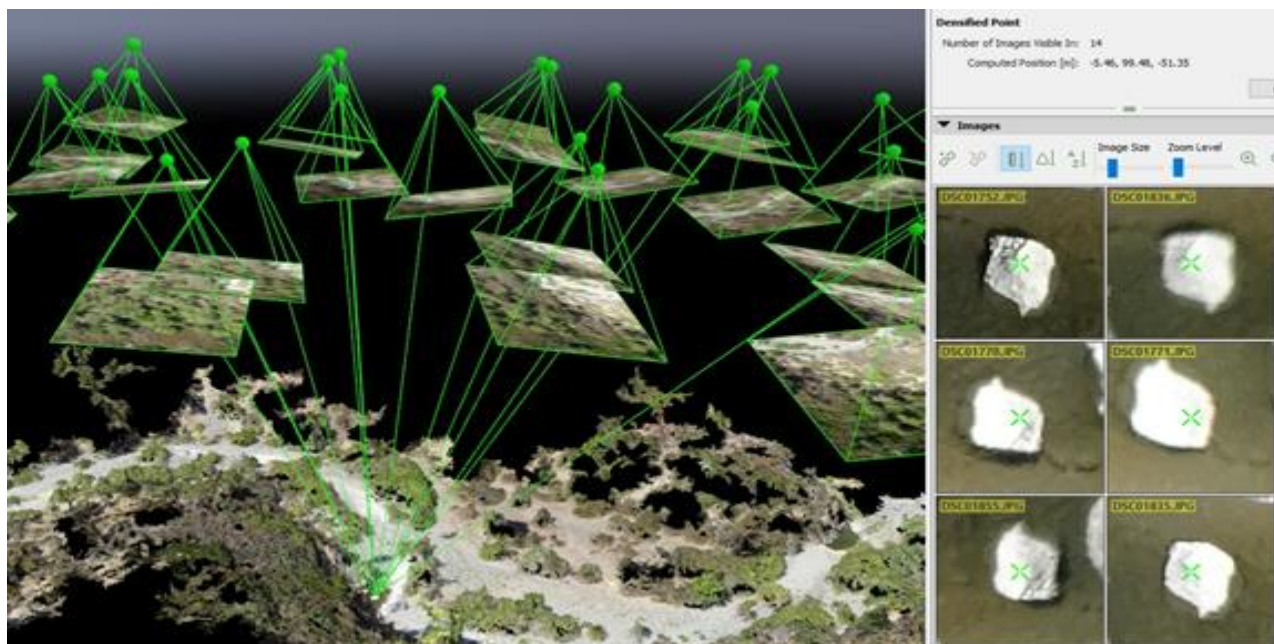 Densified Point
Number of Images Visible In: 14
Computed Position [m]: -5.46, 99.48, -51.35
Images
Image Size Zoom Level
DSC01752.JPG DSC01836.JPG
DSC01770.JPG DSC01771.JPG
DSC01855.JPG DSC01835.JPG